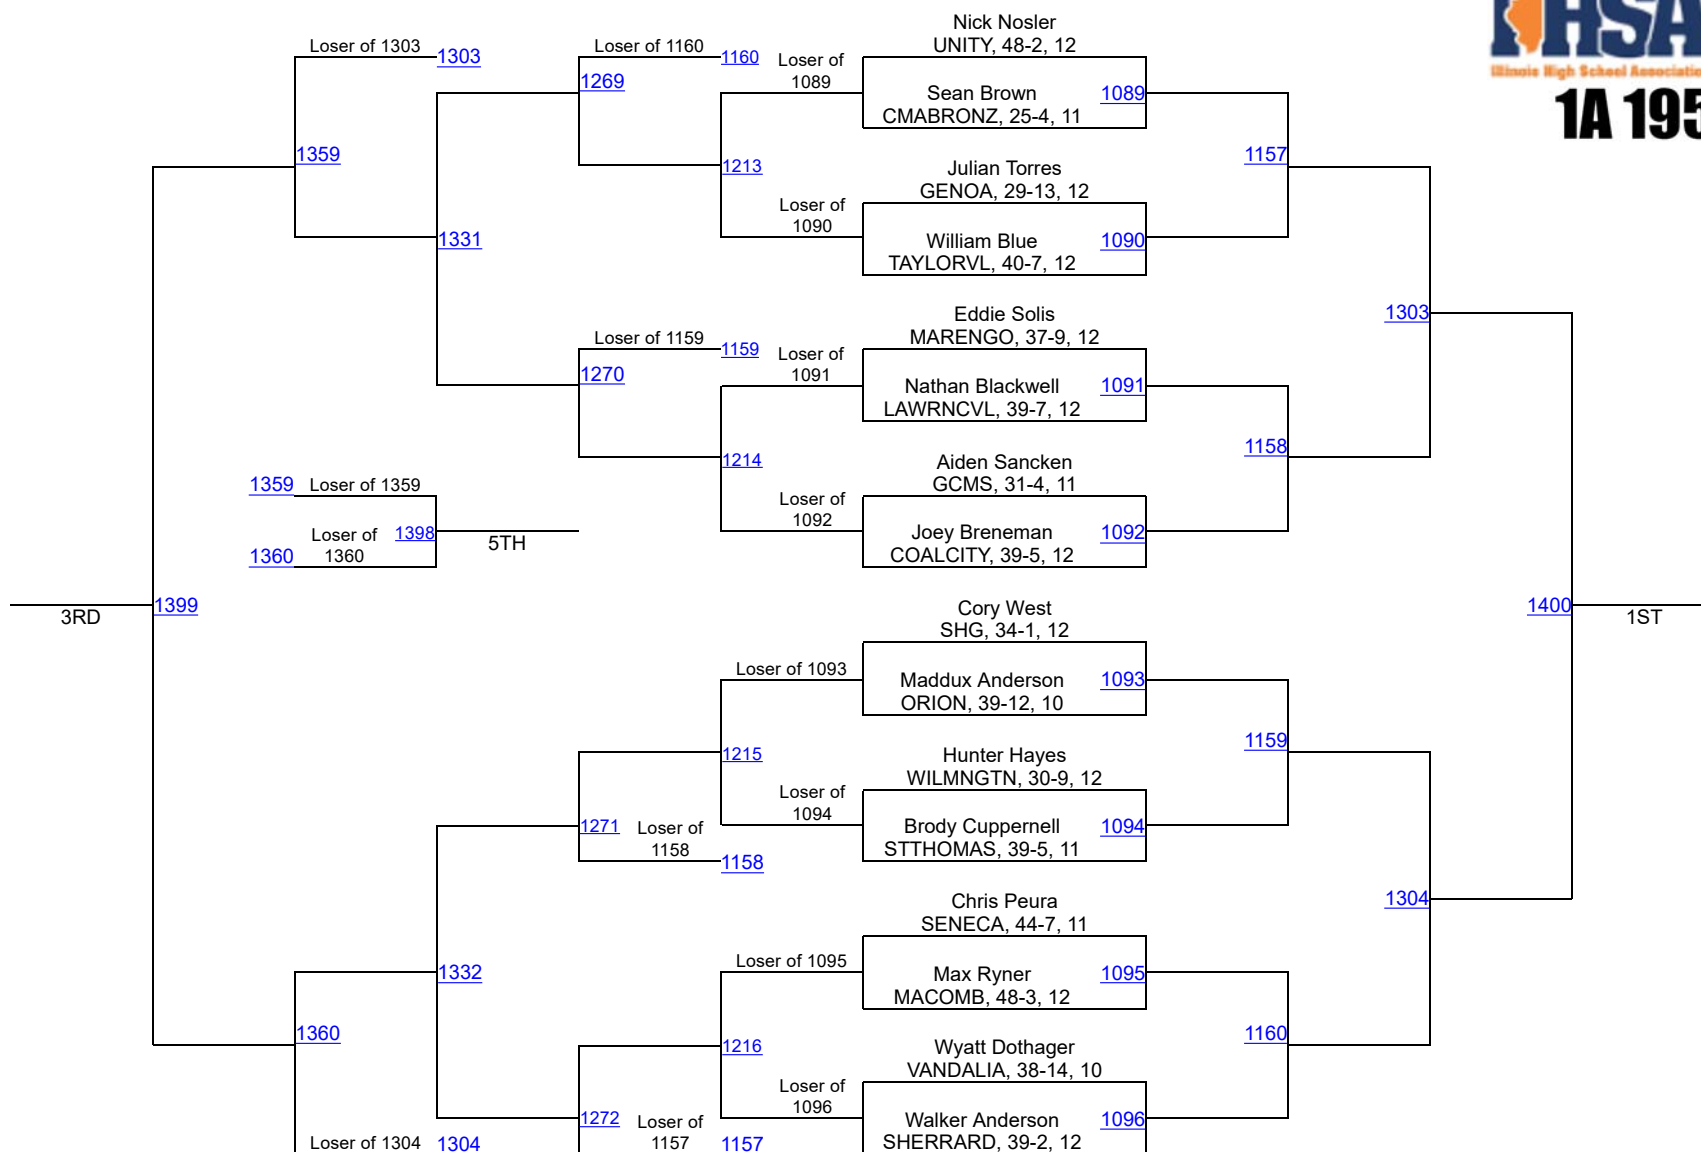 HSA
Illinois High School Association
1A 195
Nick Nosler
UNITY, 48-2, 12
Loser of 1303
1303
Loser of 1160
1160
Loser of
1089
1269
Sean Brown
CMABRONZ, 25-4, 11
1089
1359
1213
Julian Torres
GENOA, 29-13, 12
1157
Loser of
1090
1331
William Blue
TAYLORVL, 40-7, 12
1090
Eddie Solis
MARENGO, 37-9, 12
1303
Loser of 1159
1159
Loser of
1091
1270
Nathan Blackwell
LAWRNCVL, 39-7, 12
1091
1214
Aiden Sancken
GCMS, 31-4, 11
1158
1359
Loser of 1359
Loser of
1092
1360
Loser of
1360
1398
5TH
Joey Breneman
COALCITY, 39-5, 12
1092
3RD
1399
Cory West
SHG, 34-1, 12
1400
1ST
Loser of 1093
Maddux Anderson
ORION, 39-12, 10
1093
1215
Hunter Hayes
WILMNGTN, 30-9, 12
1159
Loser of
1094
1271
Loser of
1158
1158
Brody Cuppernell
STTHOMAS, 39-5, 11
1094
Chris Peura
SENECA, 44-7, 11
1304
Loser of 1095
1332
Max Ryner
MACOMB, 48-3, 12
1095
1360
1216
Wyatt Dothager
VANDALIA, 38-14, 10
1160
Loser of
1096
1272
Loser of
1157
1157
Walker Anderson
SHERRARD, 39-2, 12
1096
Loser of 1304
1304